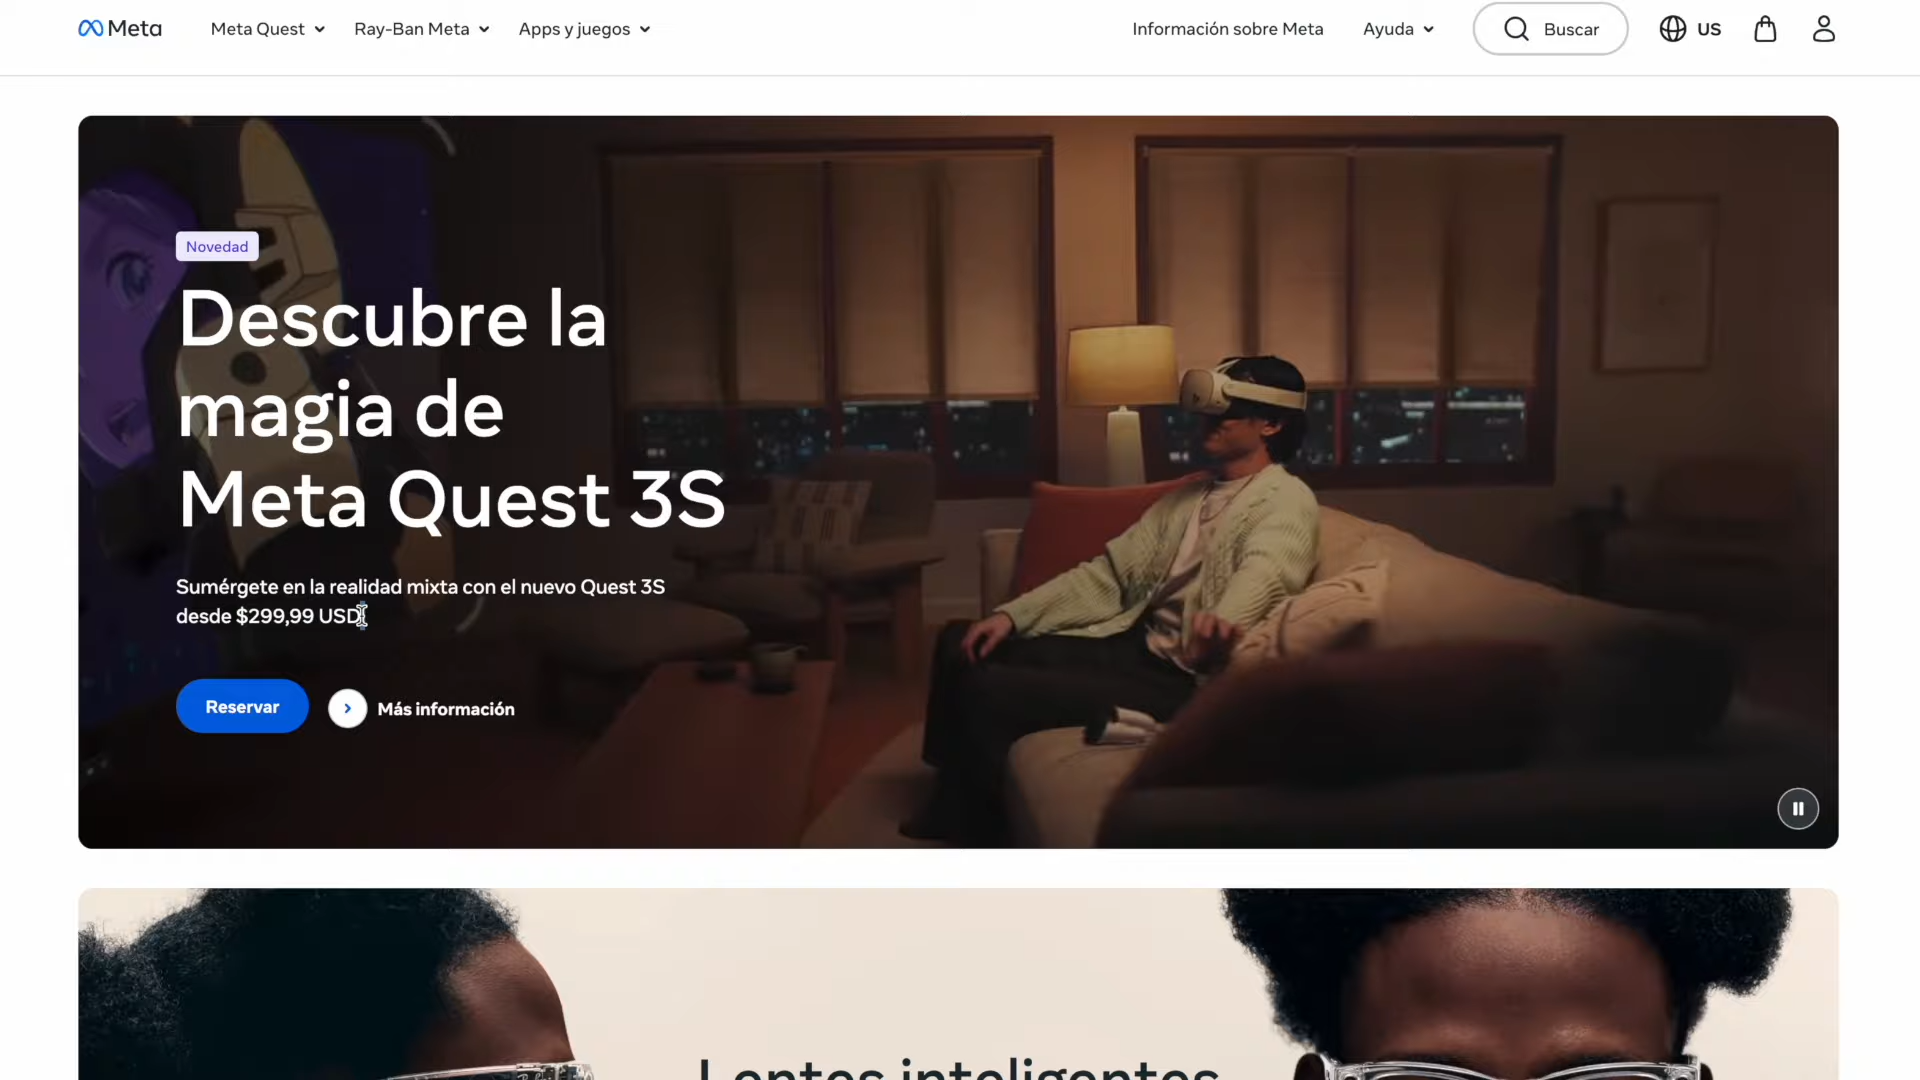 Meta
Meta Quest
Ray-Ban Meta
Apps y juegos
Información sobre Meta
Ayuda
Buscar
US
Novedad
Descubre la
magia de
Meta Quest 3S
Sumérgete en la realidad mixta con el nuevo Quest 3S
desde $299,99 USD.
Reservar
Más información
Lentes inteligentes